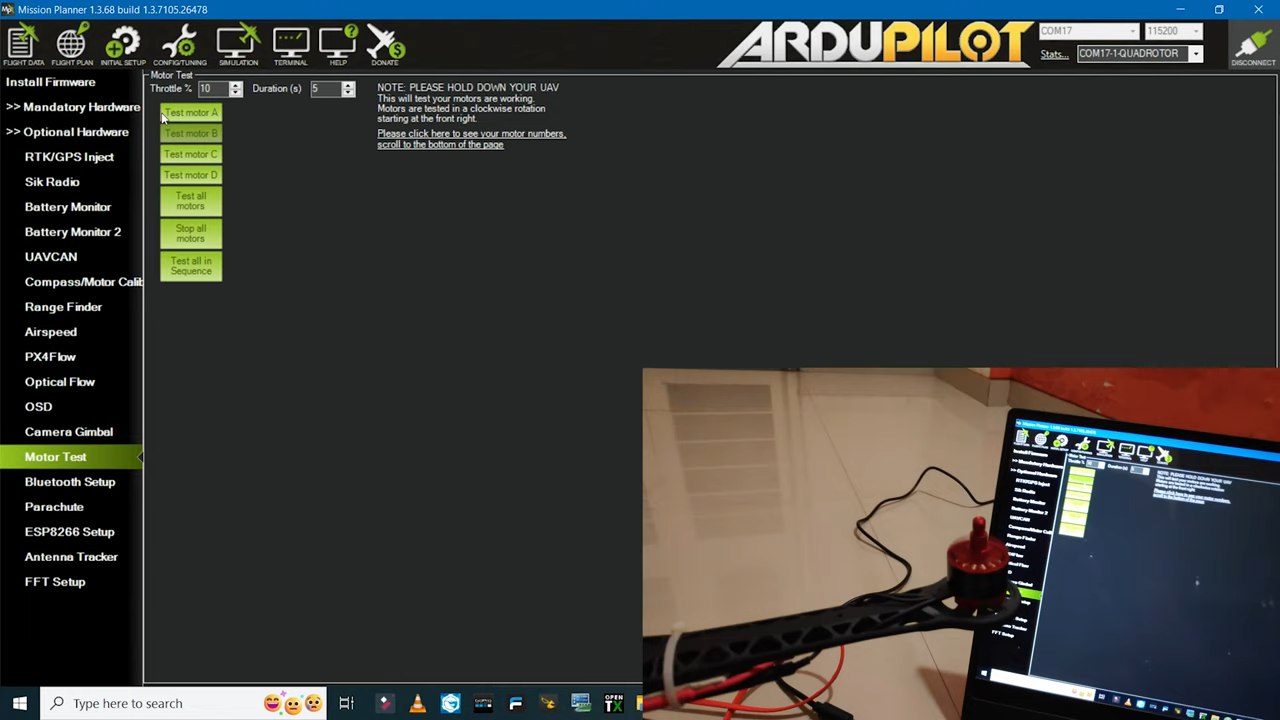 Mission Planner 1.3.68 build 1.3.7105.26478
FLIGHT DATA
FLIGHT PLAN
INITIAL SETUP
CONFIG/TUNING
SIMULATION
TERMINAL
HELP
DONATE
ARDUPILOT
COM17
115200
Stats...
COM17-1-QUADROTOR
DISCONNECT
Install Firmware
>> Mandatory Hardware
>> Optional Hardware
RTK/GPS Inject
Sik Radio
Battery Monitor
Battery Monitor 2
UAVCAN
Compass/Motor Calib
Range Finder
Airspeed
PX4Flow
Optical Flow
OSD
Camera Gimbal
Motor Test
Bluetooth Setup
Parachute
ESP8266 Setup
Antenna Tracker
FFT Setup
Motor Test
Throttle % 10 Duration (s) 5
Test motor A
Test motor B
Test motor C
Test motor D
Test all
motors
Stop all
motors
Test all in
Sequence
NOTE: PLEASE HOLD DOWN YOUR UAV
This will test your motors are working.
Motors are tested in a clockwise rotation
starting at the front right.
Please click here to see your motor numbers,
scroll to the bottom of the page
Type here to search
OPEN
TX